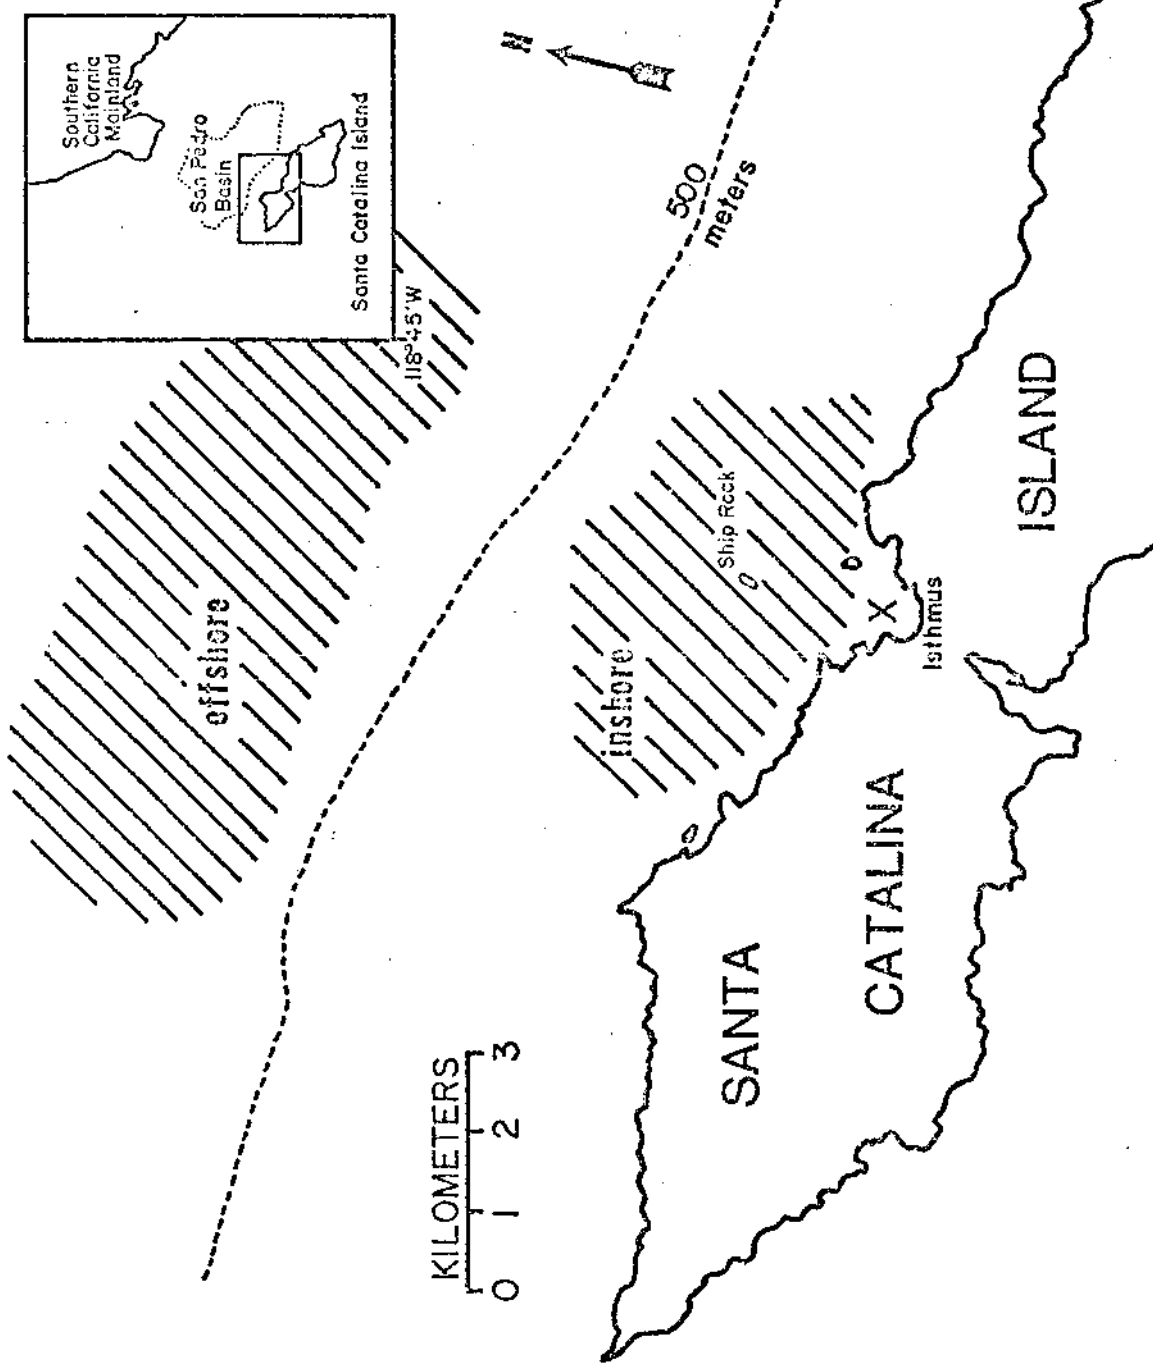 Southern
California
Mainland
San Pedro
Basin
Santa Catalina Island
N
118°45'W
500
meters
offshore
inshore
Ship Rock
Isthmus
KILOMETERS
0 1 2 3
SANTA
CATALINA
ISLAND
X